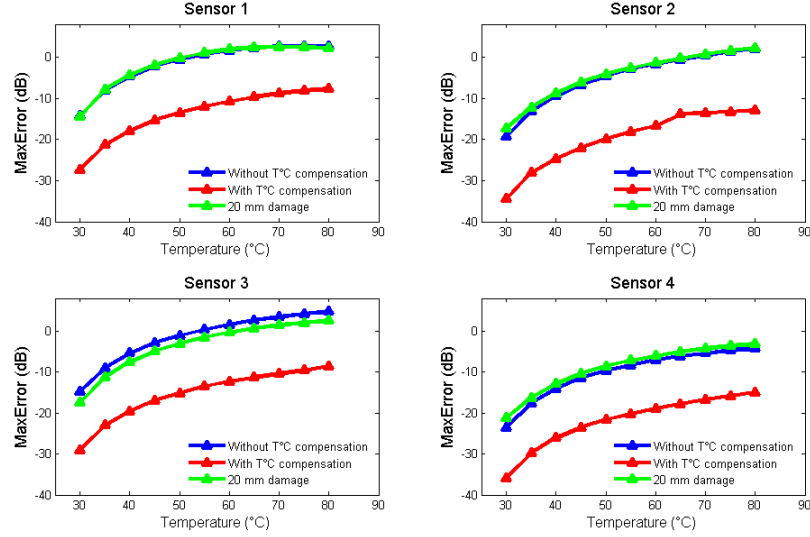 Sensor 1
MaxError (dB)
10
0
-10
-20
-30
-40
Without T°C compensation
With T°C compensation
20 mm damage
30 40 50 60 70 80 90
Temperature (°C)
Sensor 2
MaxError (dB)
10
0
-10
-20
-30
-40
Without T°C compensation
With T°C compensation
20 mm damage
30 40 50 60 70 80 90
Temperature (°C)
Sensor 3
MaxError (dB)
0
-10
-20
-30
-40
Without T°C compensation
With T°C compensation
20 mm damage
30 40 50 60 70 80 90
Temperature (°C)
Sensor 4
MaxError (dB)
0
-10
-20
-30
-40
Without T°C compensation
With T°C compensation
20 mm damage
30 40 50 60 70 80 90
Temperature (°C)